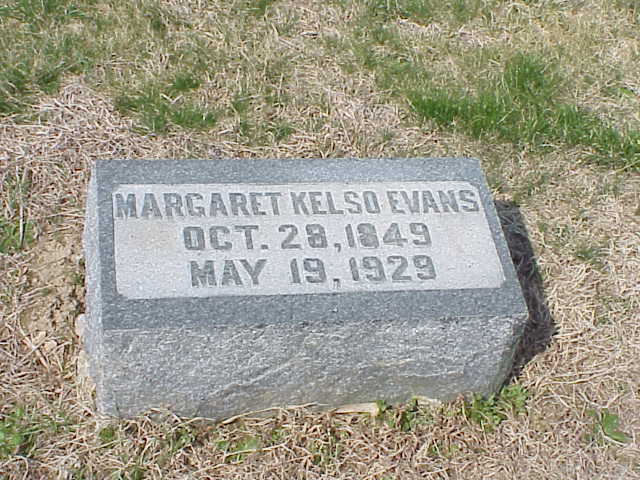 MARGARET KELSO EVANS
OCT. 28, 1849
MAY 19, 1929